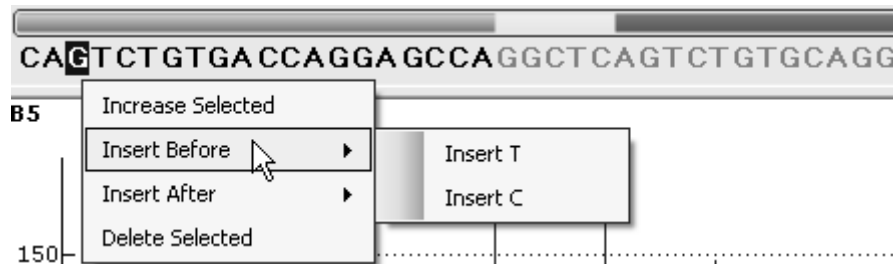 CAGTCTGTGACCAGGAGCCAGGCTCAGTCTGTGCAGG
B5
Increase Selected
Insert Before
Insert T
Insert After
Insert C
Delete Selected
150